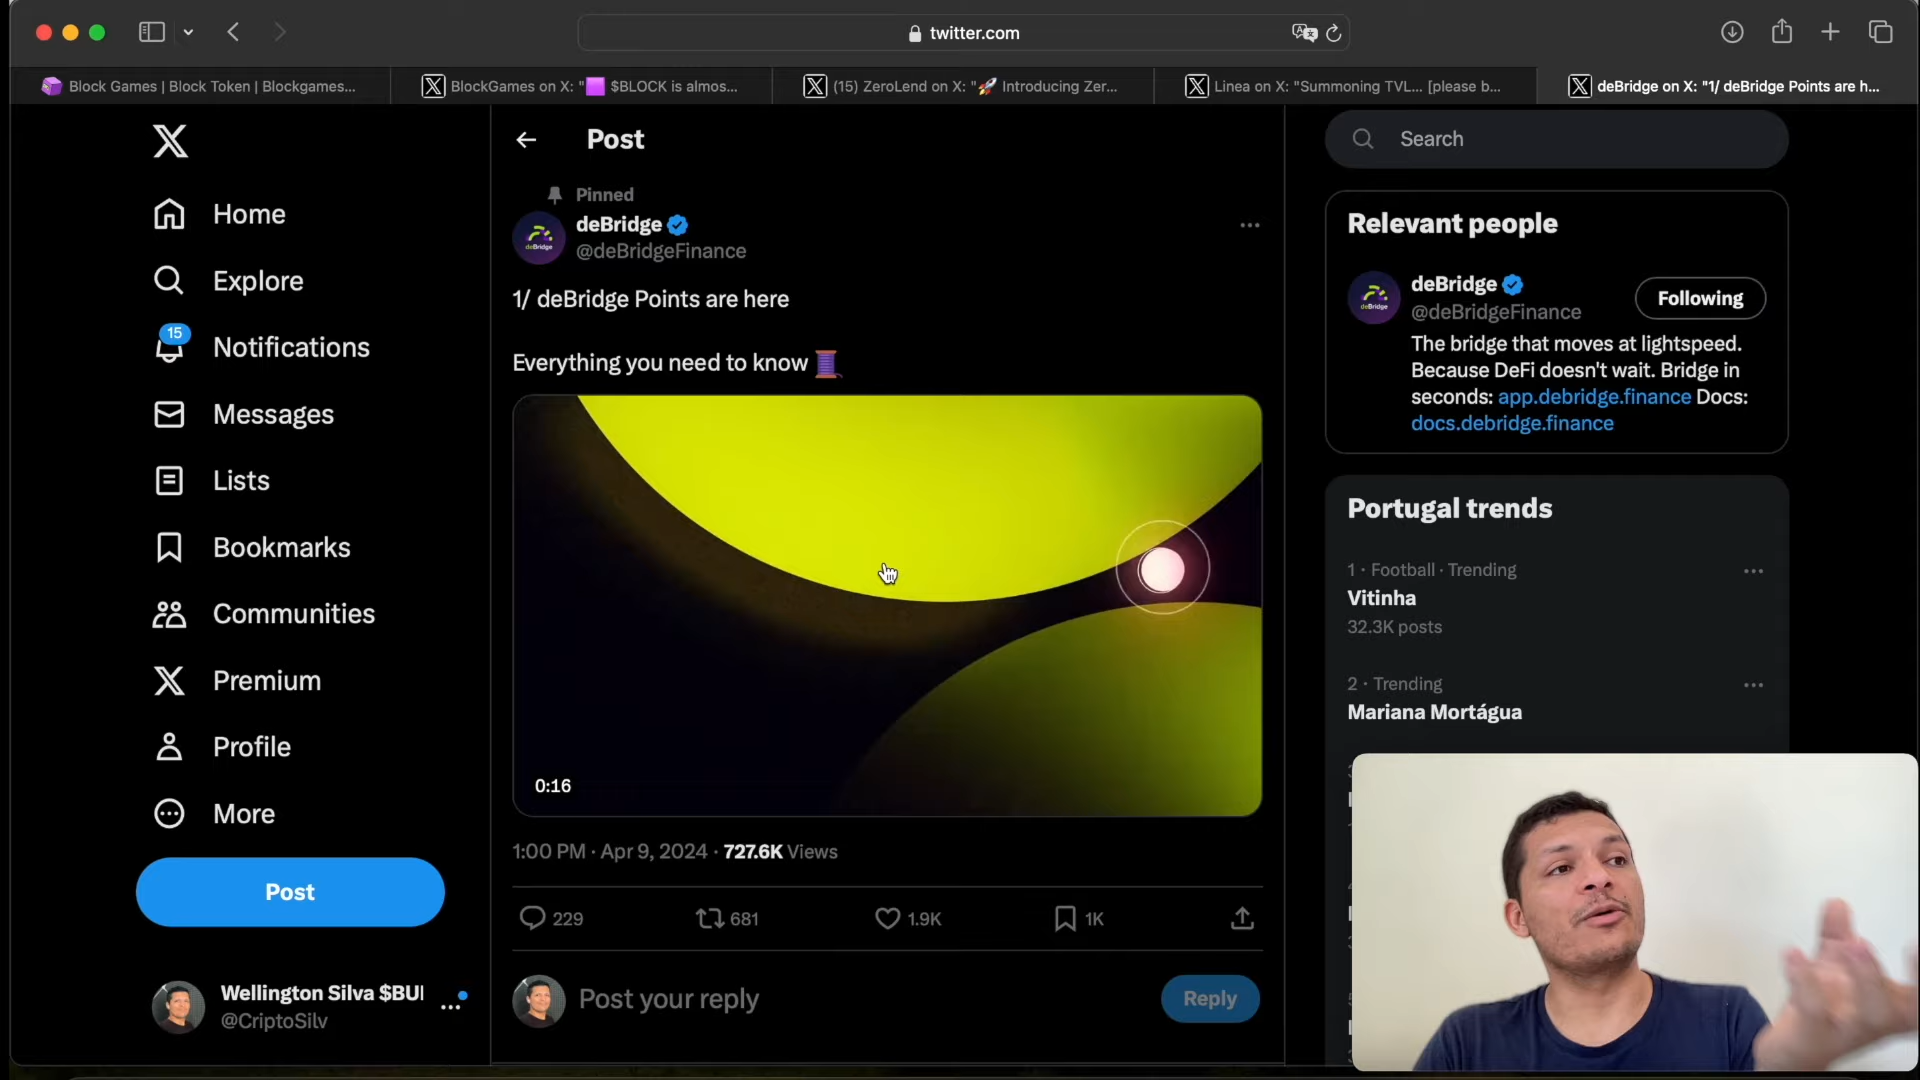 twitter.com
Block Games | Block Token | Blockgames...
BlockGames on X: "🟪 $BLOCK is almos...
(15) ZeroLend on X: "🚀 Introducing Zer...
Linea on X: "Summoning TVL... [please b...
deBridge on X: "1/ deBridge Points are h...
Home
Explore
15
Notifications
Messages
Lists
Bookmarks
Communities
Premium
Profile
More
Post
Wellington Silva $BU
@CriptoSilv
Post
Pinned
deBridge
@deBridgeFinance
1/ deBridge Points are here
Everything you need to know 🧵
deBridge
0:16
1:00 PM · Apr 9, 2024 · 727.6K Views
229
681
1.9K
1K
Post your reply
Reply
Search
Relevant people
deBridge
@deBridgeFinance
Following
The bridge that moves at lightspeed.
Because DeFi doesn't wait. Bridge in
seconds: app.debridge.finance Docs:
docs.debridge.finance
deBridge
Portugal trends
1 · Football · Trending
Vitinha
32.3K posts
2 · Trending
Mariana Mortágua